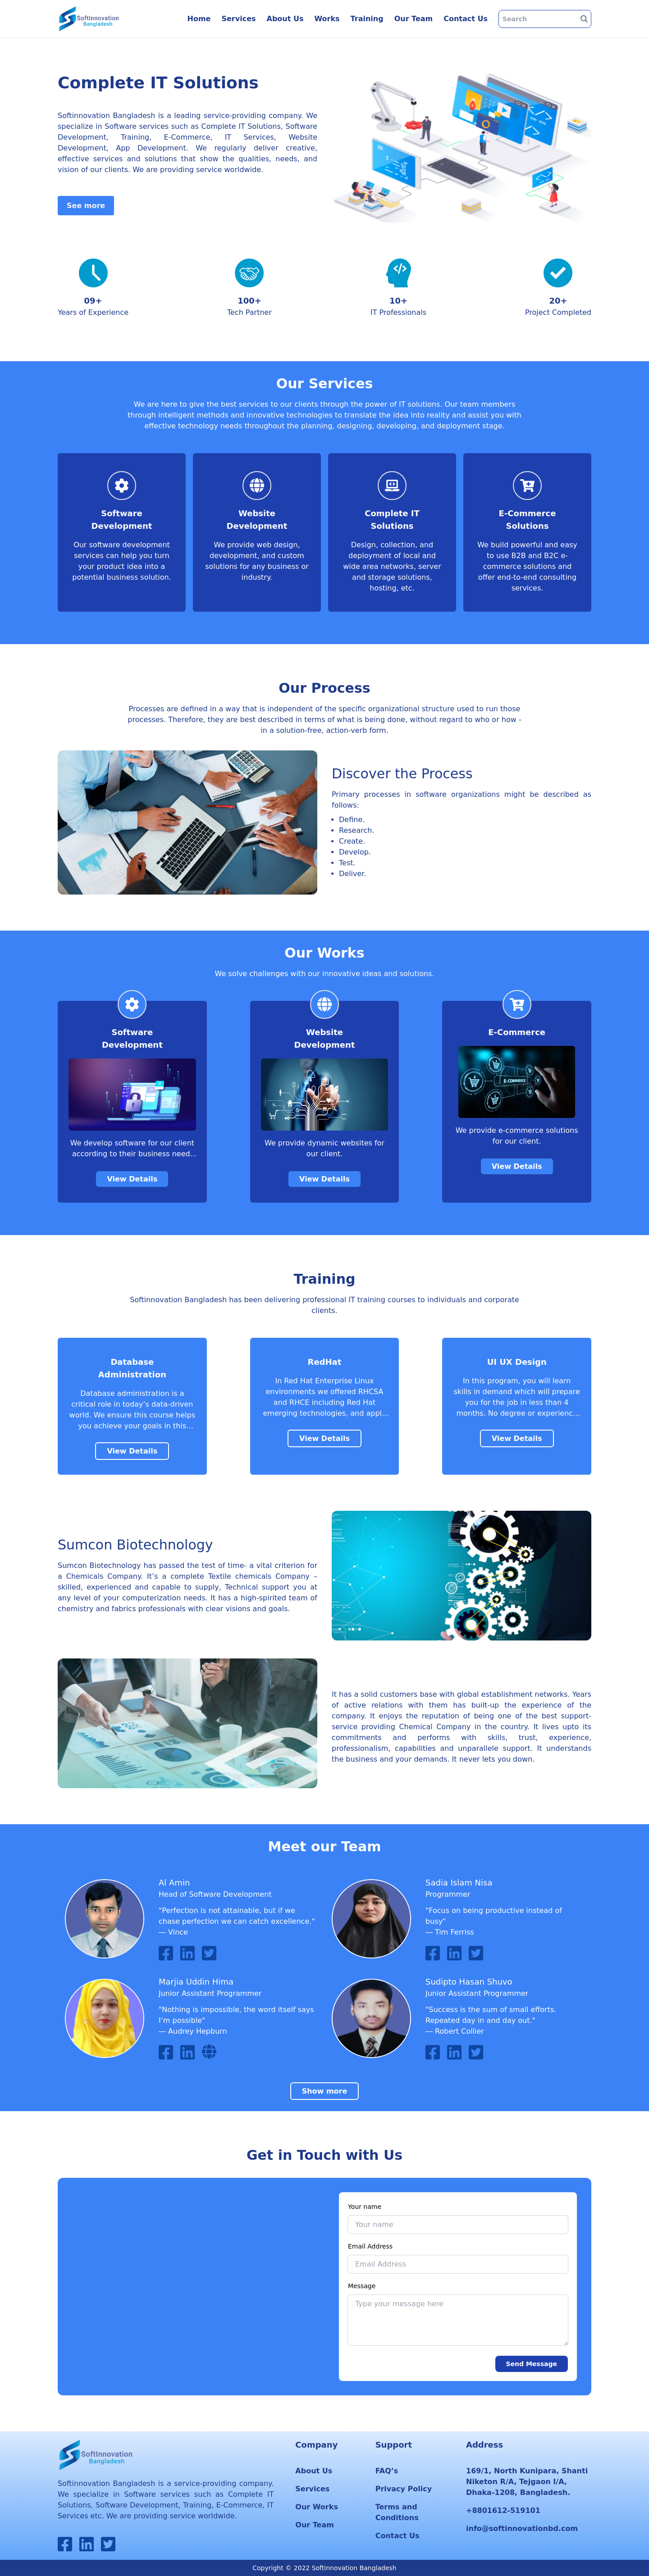 SoftInnovation
Bangladesh
Home
Services
About Us
Works
Training
Our Team
Contact Us
Search
Complete IT Solutions
Softinnovation Bangladesh is a leading service-providing company. We
specialize in Software services such as Complete IT Solutions, Software
Development, Training, E-Commerce, IT Services, Website
Development, App Development. We regularly deliver creative,
effective services and solutions that show the qualities, needs, and
vision of our clients. We are providing service worldwide.
See more
09+
Years of Experience
100+
Tech Partner
10+
IT Professionals
20+
Project Completed
Our Services
We are here to give the best services to our clients through the power of IT solutions. Our team members
through intelligent methods and innovative technologies to translate the idea into reality and assist you with
effective technology needs throughout the planning, designing, developing, and deployment stage.
Software
Development
Our software development
services can help you turn
your product idea into a
potential business solution.
Website
Development
We provide web design,
development, and custom
solutions for any business or
industry.
Complete IT
Solutions
Design, collection, and
deployment of local and
wide area networks, server
and storage solutions,
hosting, etc.
E-Commerce
Solutions
We build powerful and easy
to use B2B and B2C e-
commerce solutions and
offer end-to-end consulting
services.
Our Process
Processes are defined in a way that is independent of the specific organizational structure used to run those
processes. Therefore, they are best described in terms of what is being done, without regard to who or how -
in a solution-free, action-verb form.
Discover the Process
Primary processes in software organizations might be described as
follows:
• Define.
• Research.
• Create.
• Develop.
• Test.
• Deliver.
Our Works
We solve challenges with our innovative ideas and solutions.
Software
Development
We develop software for our client
according to their business need...
View Details
Website
Development
We provide dynamic websites for
our client.
View Details
E-Commerce
E-COMMERCE
We provide e-commerce solutions
for our client.
View Details
Training
Softinnovation Bangladesh has been delivering professional IT training courses to individuals and corporate
clients.
Database
Administration
Database administration is a
critical role in today's data-driven
world. We ensure this course helps
you achieve your goals in this...
View Details
RedHat
In Red Hat Enterprise Linux
environments we offered RHCSA
and RHCE including Red Hat
emerging technologies, and appl...
View Details
UI UX Design
In this program, you will learn
skills in demand which will prepare
you for the job in less than 4
months. No degree or experienc...
View Details
Sumcon Biotechnology
Sumcon Biotechnology has passed the test of time- a vital criterion for
a Chemicals Company. It's a complete Textile chemicals Company –
skilled, experienced and capable to supply, Technical support you at
any level of your computerization needs. It has a high-spirited team of
chemistry and fabrics professionals with clear visions and goals.
It has a solid customers base with global establishment networks. Years
of active relations with them has built-up the experience of the
company. It enjoys the reputation of being one of the best support-
service providing Chemical Company in the country. It lives upto its
commitments and performs with skills, trust, experience,
professionalism, capabilities and unparallele support. It understands
the business and your demands. It never lets you down.
Meet our Team
Al Amin
Head of Software Development
"Perfection is not attainable, but if we
chase perfection we can catch excellence."
— Vince
Sadia Islam Nisa
Programmer
"Focus on being productive instead of
busy"
— Tim Ferriss
Marjia Uddin Hima
Junior Assistant Programmer
"Nothing is impossible, the word itself says
I'm possible"
— Audrey Hepburn
Sudipto Hasan Shuvo
Junior Assistant Programmer
"Success is the sum of small efforts.
Repeated day in and day out."
— Robert Collier
Show more
Get in Touch with Us
Your name
Your name
Email Address
Email Address
Message
Type your message here
Send Message
SoftInnovation
Bangladesh
Softinnovation Bangladesh is a service-providing company.
We specialize in Software services such as Complete IT
Solutions, Software Development, Training, E-Commerce, IT
Services etc. We are providing service worldwide.
Company
About Us
Services
Our Works
Our Team
Support
FAQ's
Privacy Policy
Terms and
Conditions
Contact Us
Address
169/1, North Kunipara, Shanti
Niketon R/A, Tejgaon I/A,
Dhaka-1208, Bangladesh.
+8801612-519101
info@softinnovationbd.com
Copyright © 2022 Softinnovation Bangladesh